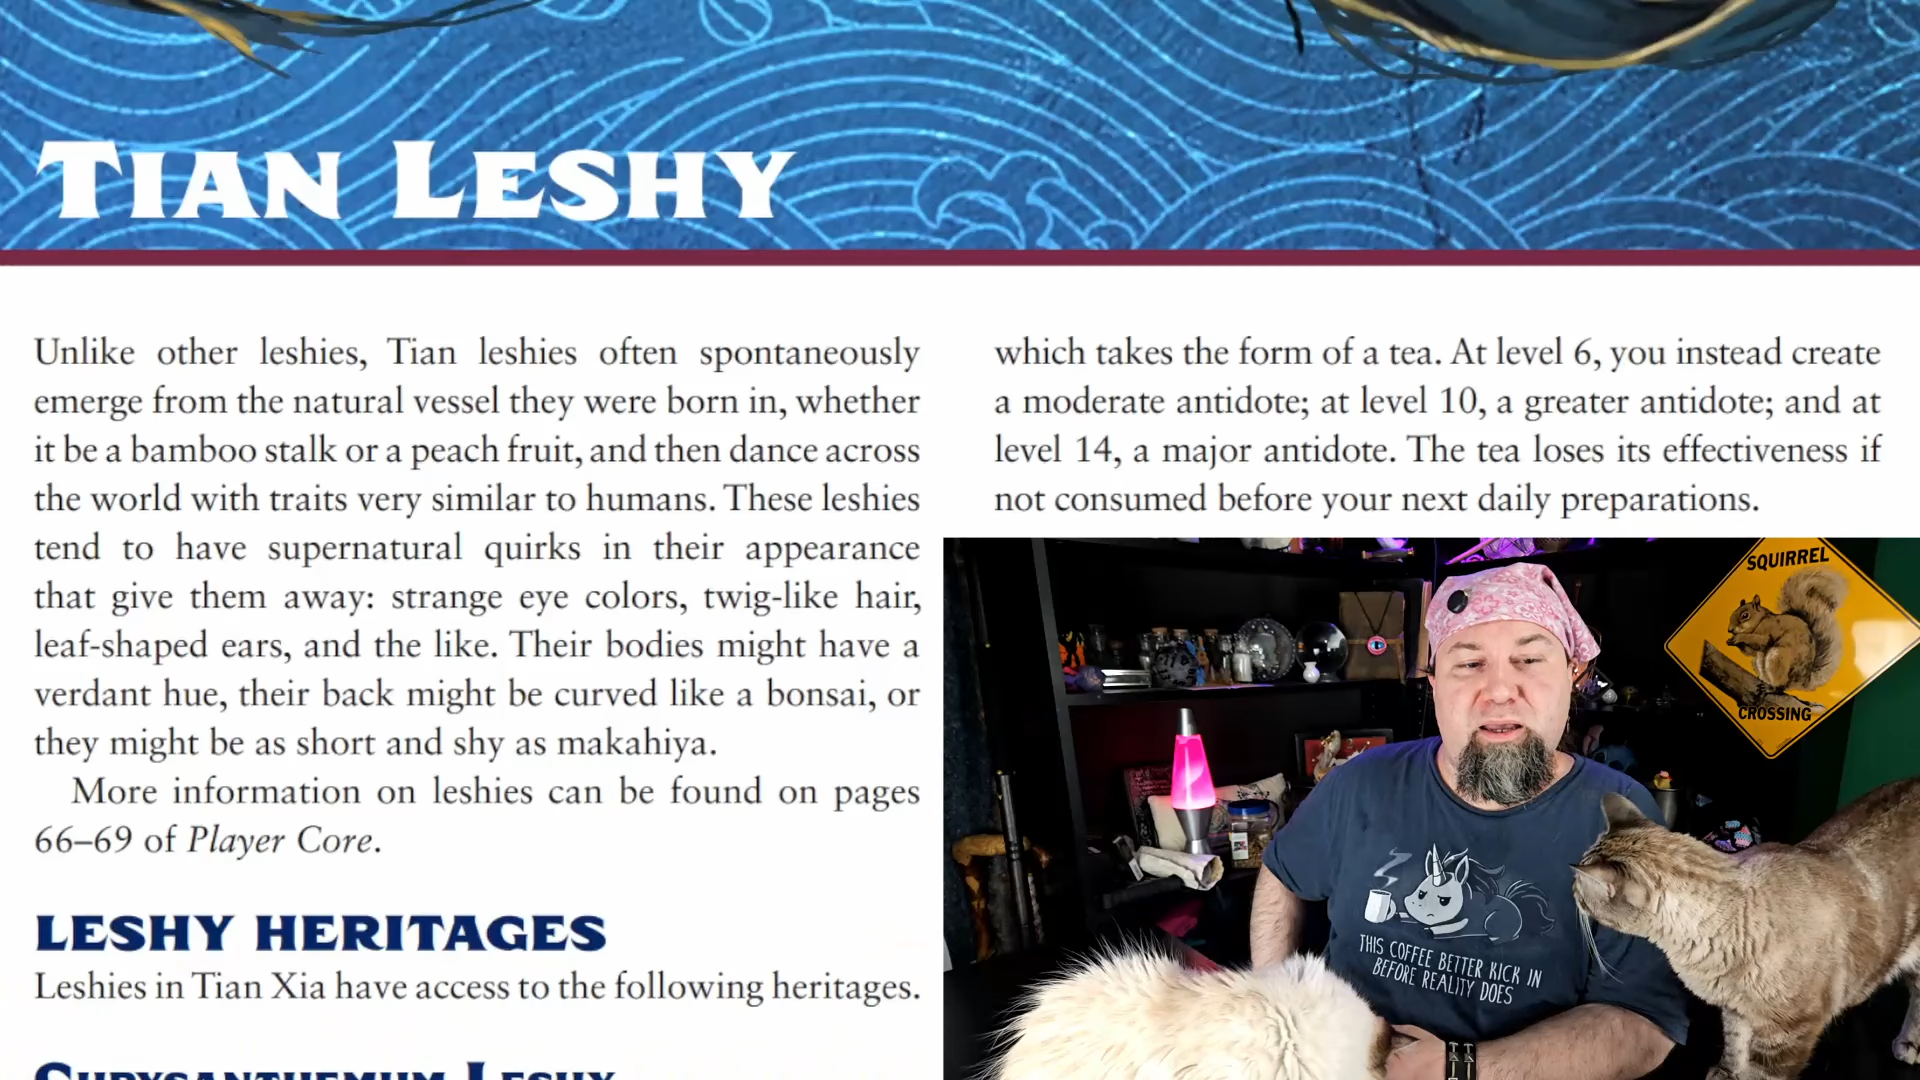 TIAN LESHY
Unlike other leshies, Tian leshies often spontaneously
emerge from the natural vessel they were born in, whether
it be a bamboo stalk or a peach fruit, and then dance across
the world with traits very similar to humans. These leshies
tend to have supernatural quirks in their appearance
that give them away: strange eye colors, twig-like hair,
leaf-shaped ears, and the like. Their bodies might have a
verdant hue, their back might be curved like a bonsai, or
they might be as short and shy as makahiya.
More information on leshies can be found on pages
66–69 of Player Core.
LESHY HERITAGES
Leshies in Tian Xia have access to the following heritages.
CHRYSANTHEMUM LESHY
which takes the form of a tea. At level 6, you instead create
a moderate antidote; at level 10, a greater antidote; and at
level 14, a major antidote. The tea loses its effectiveness if
not consumed before your next daily preparations.
SQUIRREL
CROSSING
THIS COFFEE BETTER KICK IN
BEFORE REALITY DOES